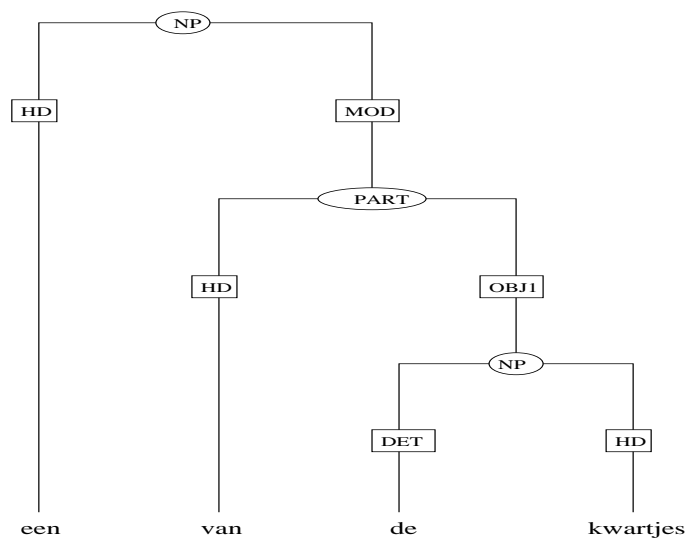 NP
HD MOD
PART
HD OBJ1
NP
DET HD
een van de kwartjes